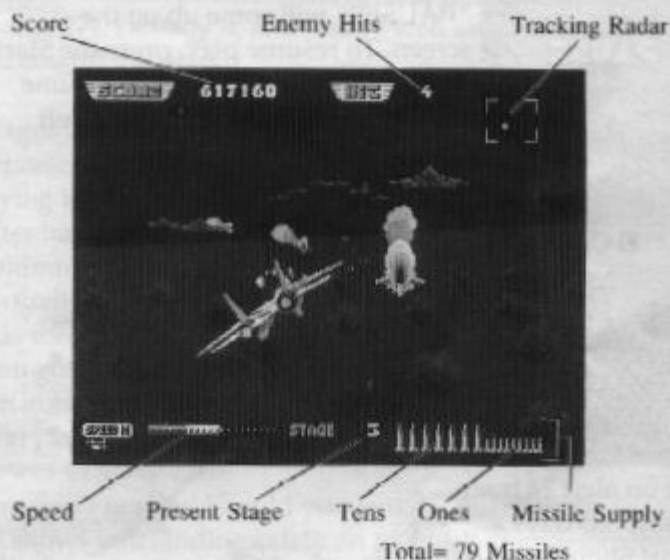 Score Enemy Hits Tracking Radar
SCORE 617160 HIT 4
SPEED STAGE 3
Speed Present Stage Tens Ones Missile Supply
Total= 79 Missiles